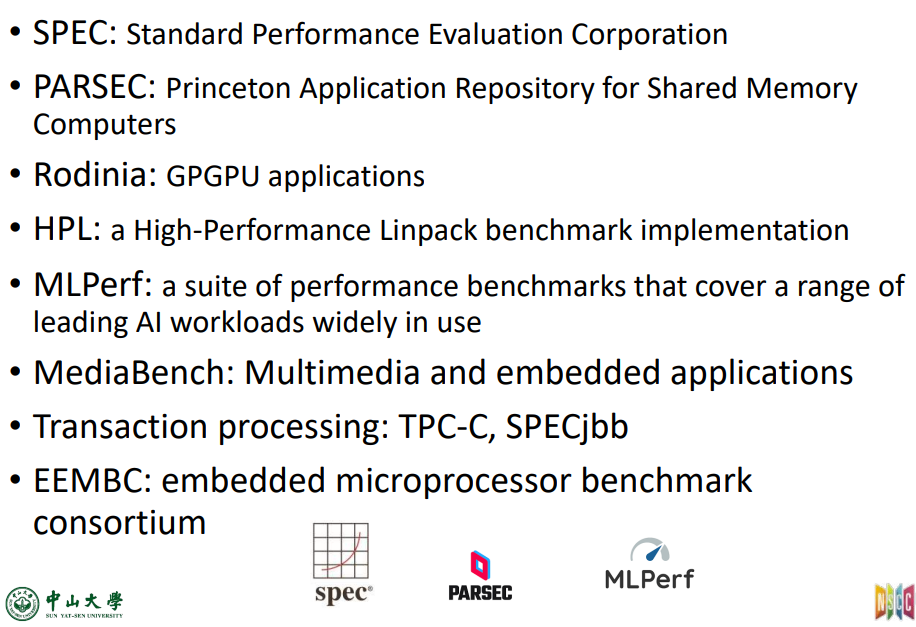 • SPEC: Standard Performance Evaluation Corporation
• PARSEC: Princeton Application Repository for Shared Memory
Computers
• Rodinia: GPGPU applications
• HPL: a High-Performance Linpack benchmark implementation
• MLPerf: a suite of performance benchmarks that cover a range of
leading AI workloads widely in use
• MediaBench: Multimedia and embedded applications
• Transaction processing: TPC-C, SPECjbb
• EEMBC: embedded microprocessor benchmark
consortium
spec®
PARSEC
MLPerf
中山大學
SUN YAT-SEN UNIVERSITY
NSCC